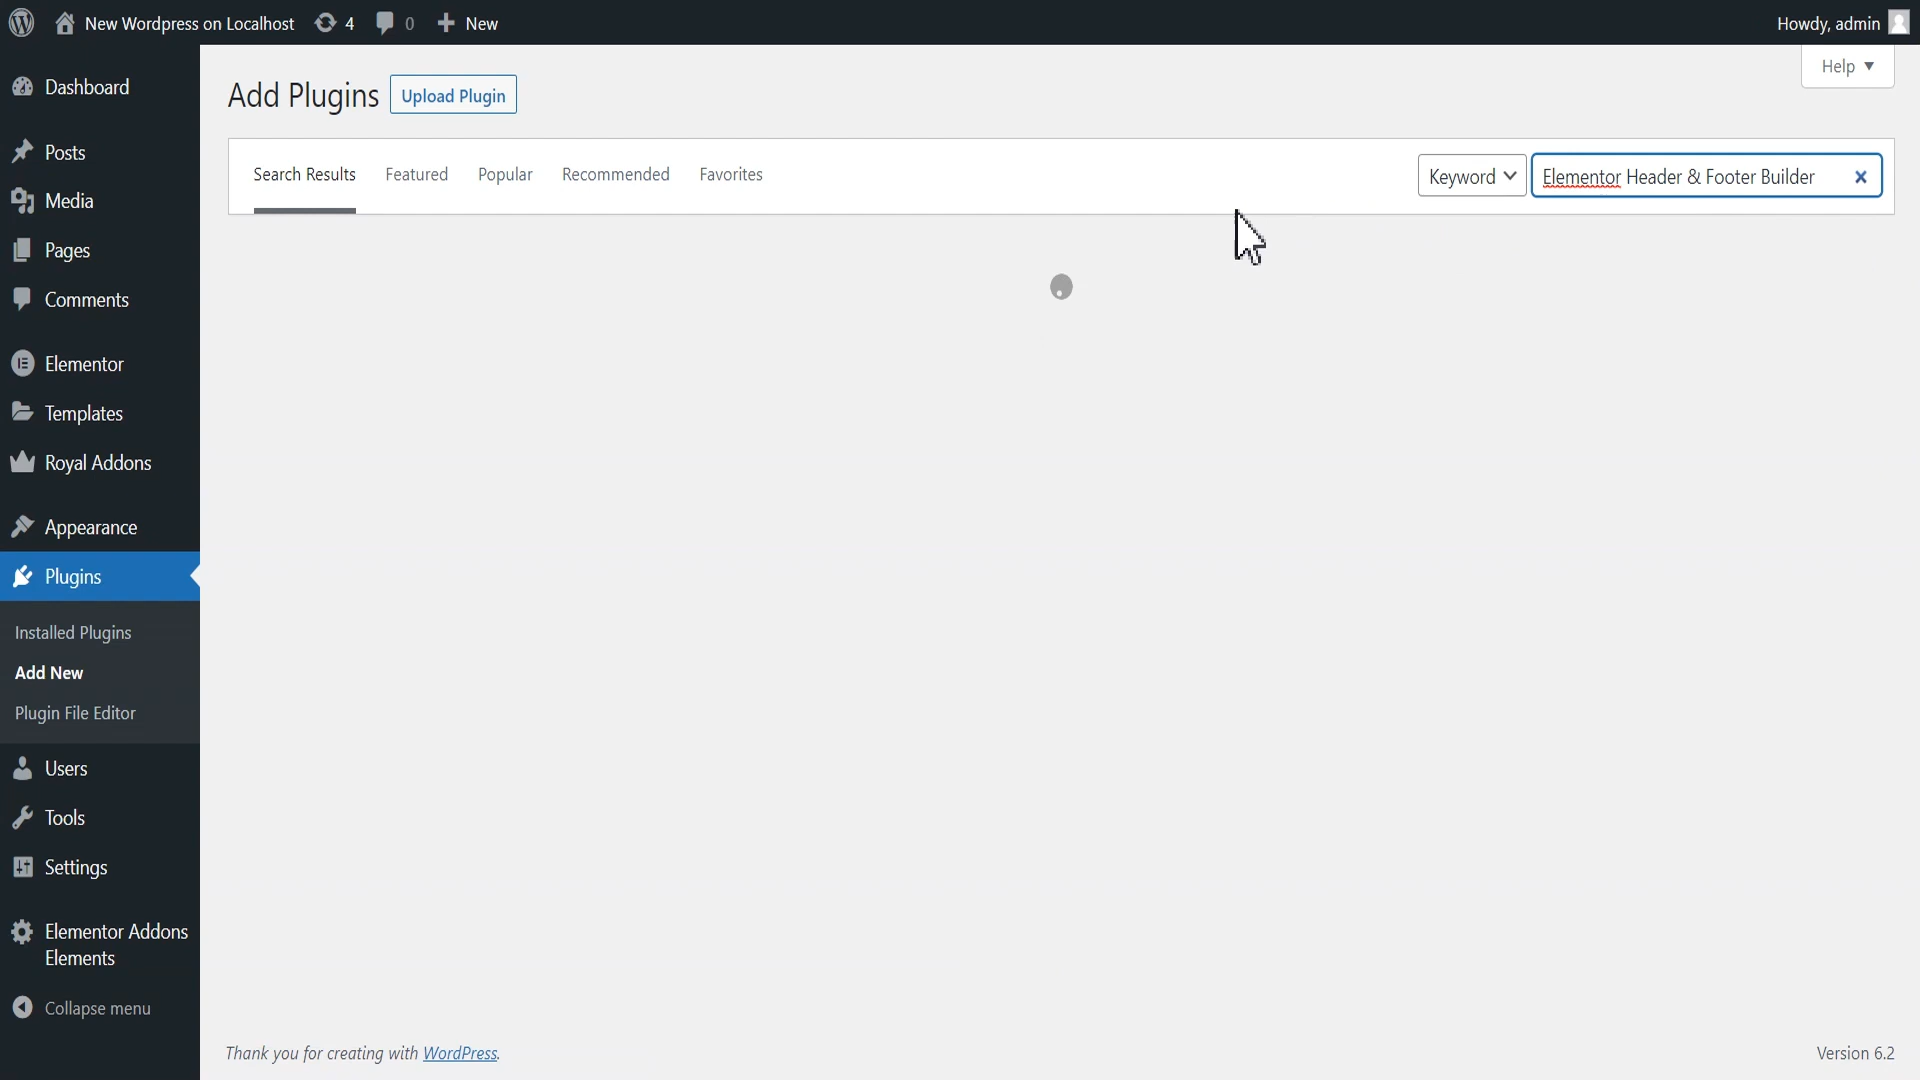 New Wordpress on Localhost 4 0 New
Howdy, admin
Help
Dashboard
Posts
Media
Pages
Comments
Elementor
Templates
Royal Addons
Appearance
Plugins
Installed Plugins
Add New
Plugin File Editor
Users
Tools
Settings
Elementor Addons
Elements
Collapse menu
Add Plugins Upload Plugin
Search Results Featured Popular Recommended Favorites
Keyword Elementor Header & Footer Builder
Thank you for creating with WordPress.
Version 6.2